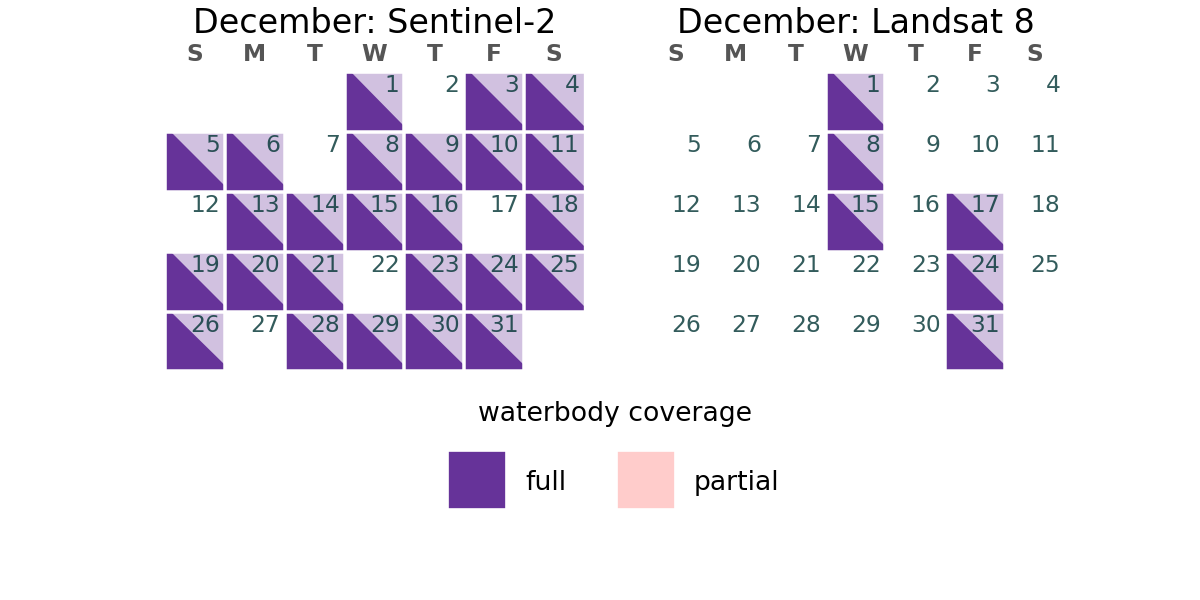 December: Sentinel-2
S M T W T F S
1 2 3 4
5 6 7 8 9 10 11
12 13 14 15 16 17 18
19 20 21 22 23 24 25
26 27 28 29 30 31
December: Landsat 8
S M T W T F S
1 2 3 4
5 6 7 8 9 10 11
12 13 14 15 16 17 18
19 20 21 22 23 24 25
26 27 28 29 30 31
waterbody coverage
full partial